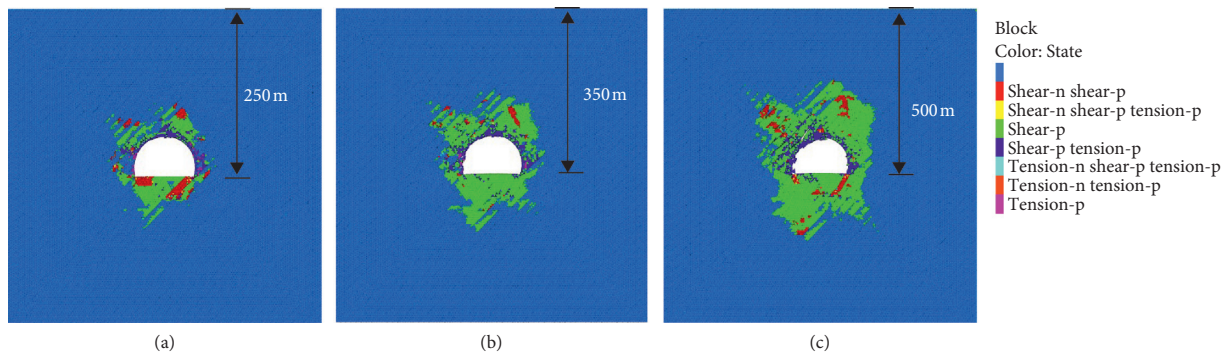 250 m
350 m
500 m
Block
Color: State
Shear-n shear-p
Shear-n shear-p tension-p
Shear-p
Shear-p tension-p
Tension-n shear-p tension-p
Tension-n tension-p
Tension-p
(a)
(b)
(c)